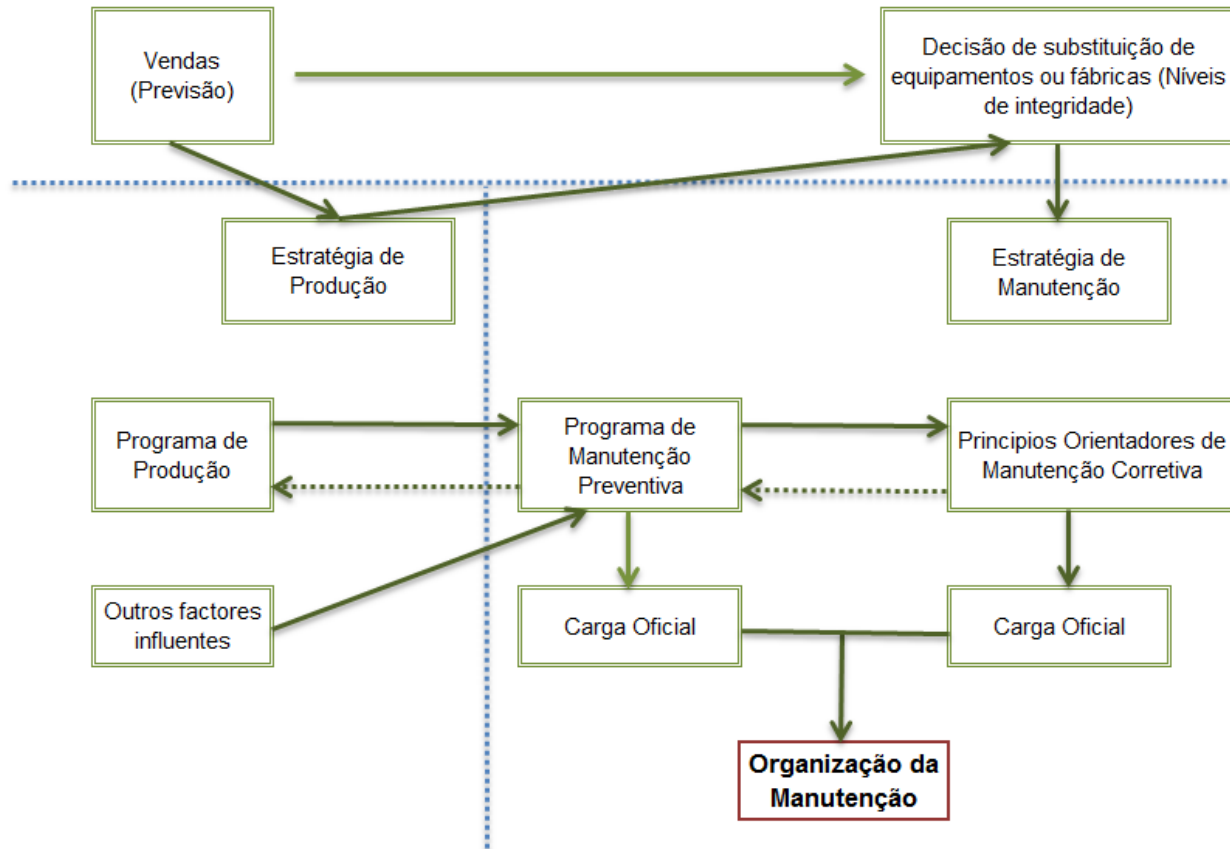 Vendas
(Previsão)
Decisão de substituição de
equipamentos ou fábricas (Níveis
de integridade)
Estratégia de
Produção
Estratégia de
Manutenção
Programa de
Produção
Programa de
Manutenção
Preventiva
Principios Orientadores de
Manutenção Corretiva
Outros factores
influentes
Carga Oficial
Carga Oficial
Organização da
Manutenção